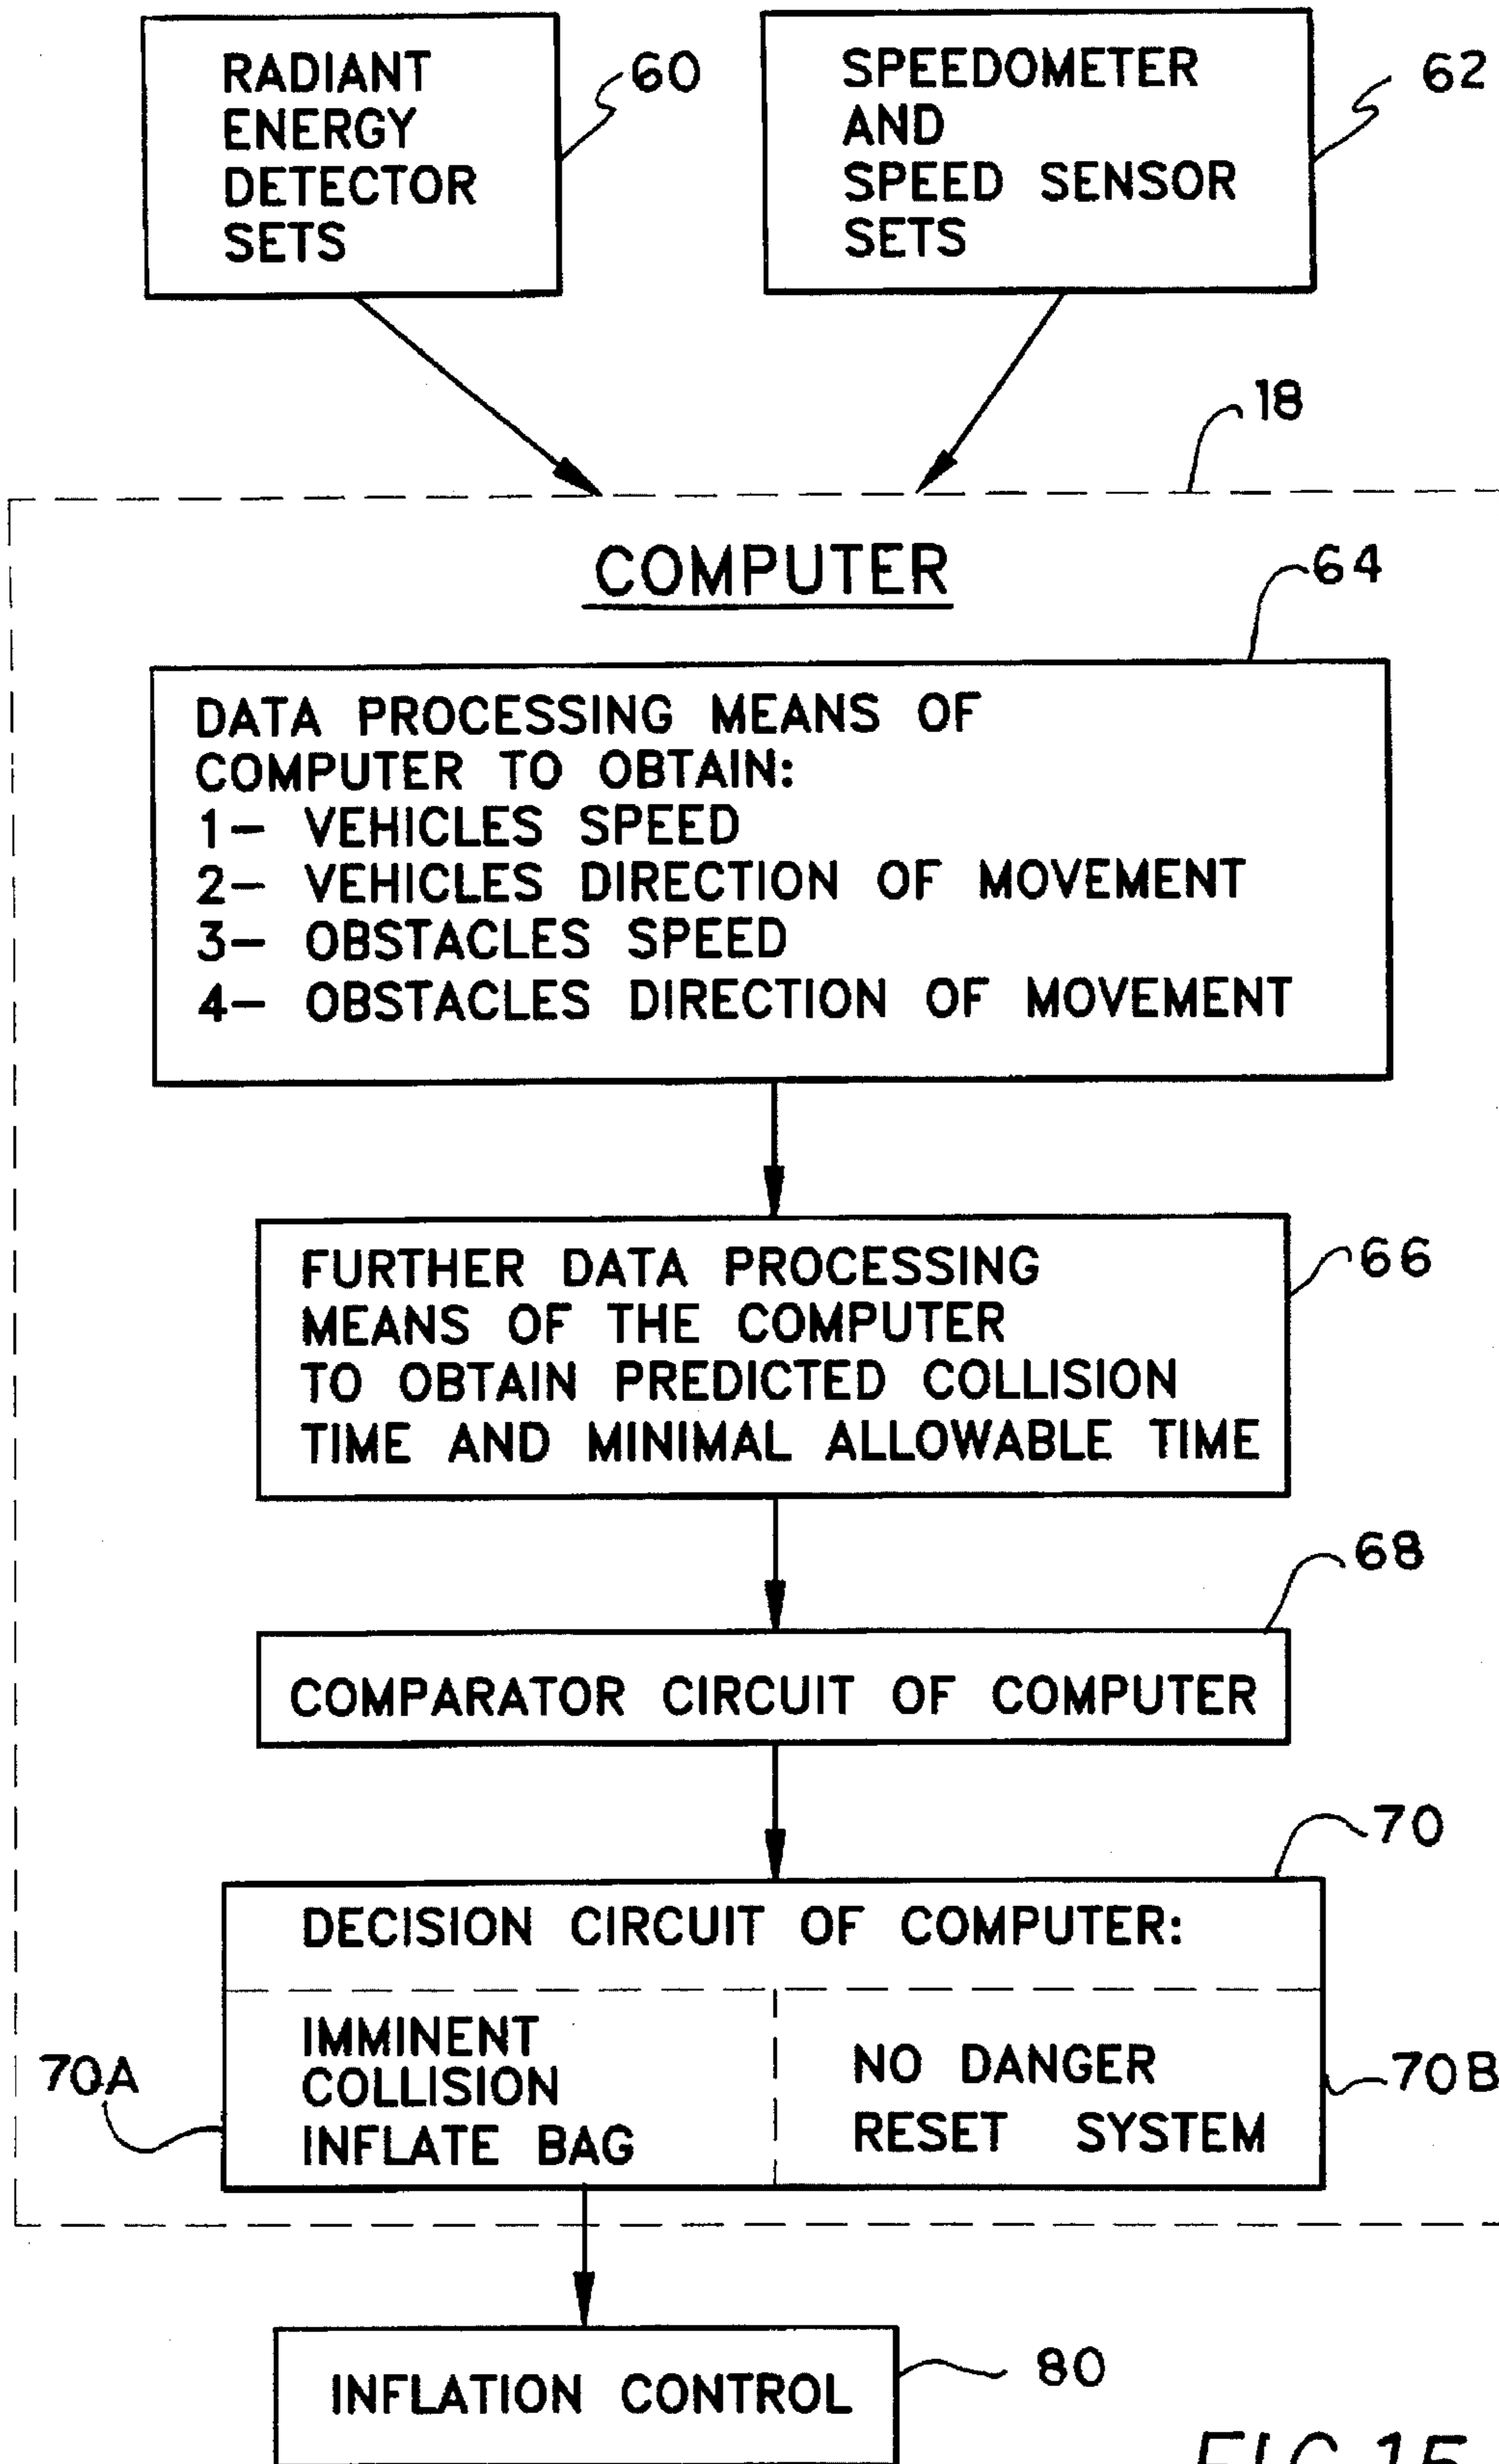 RADIANT
ENERGY
DETECTOR
SETS
60
SPEEDOMETER
AND
SPEED SENSOR
SETS
62
18
COMPUTER
64
DATA PROCESSING MEANS OF
COMPUTER TO OBTAIN:
1- VEHICLES SPEED
2- VEHICLES DIRECTION OF MOVEMENT
3- OBSTACLES SPEED
4- OBSTACLES DIRECTION OF MOVEMENT
FURTHER DATA PROCESSING
MEANS OF THE COMPUTER
TO OBTAIN PREDICTED COLLISION
TIME AND MINIMAL ALLOWABLE TIME
66
68
COMPARATOR CIRCUIT OF COMPUTER
70
DECISION CIRCUIT OF COMPUTER:
70A
IMMINENT
COLLISION
INFLATE BAG
NO DANGER
RESET SYSTEM
70B
INFLATION CONTROL
80
FIG.15